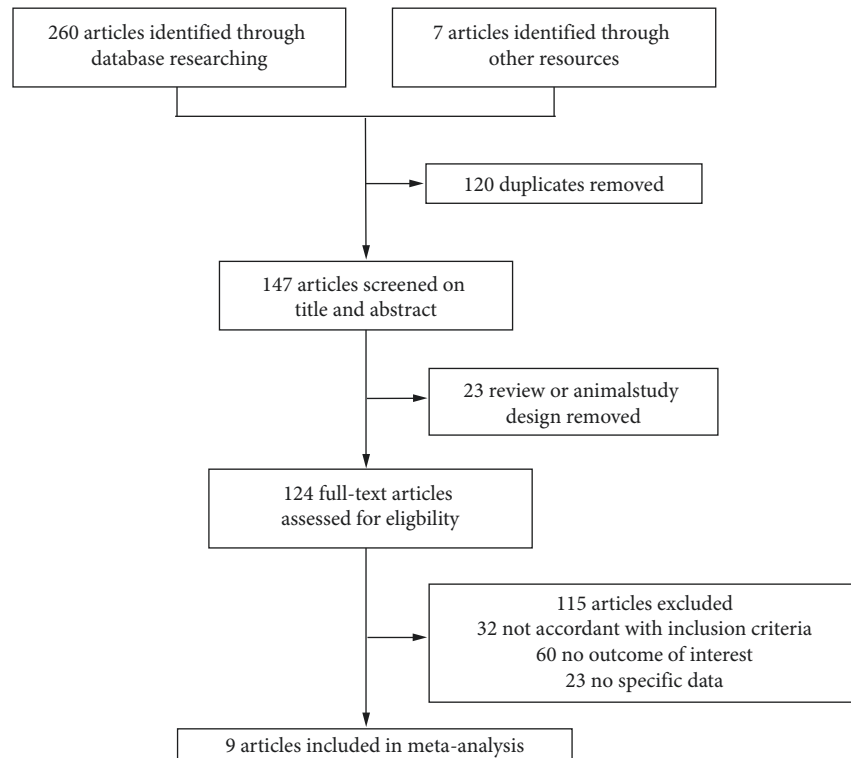 260 articles identified through
database researching
7 articles identified through
other resources
120 duplicates removed
147 articles screened on
title and abstract
23 review or animalstudy
design removed
124 full-text articles
assessed for eligbility
115 articles excluded
32 not accordant with inclusion criteria
60 no outcome of interest
23 no specific data
9 articles included in meta-analysis